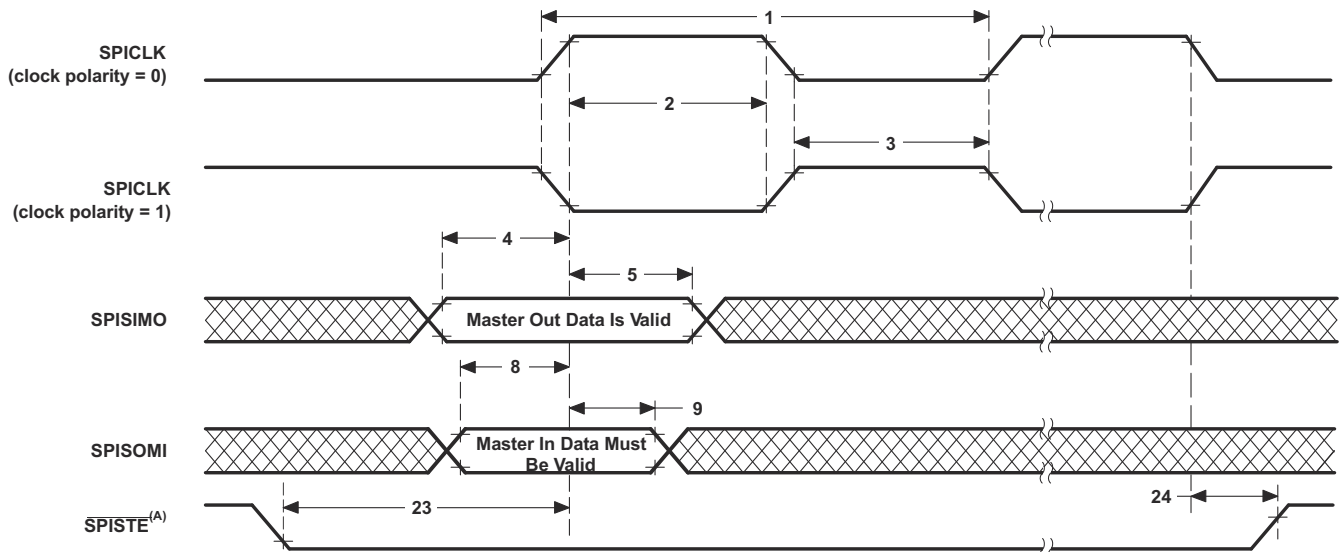 1
SPICLK
(clock polarity = 0)
2
3
SPICLK
(clock polarity = 1)
4
5
SPISIMO
Master Out Data Is Valid
8
9
SPISOMI
Master In Data Must
Be Valid
23
24
SPISTE(A)